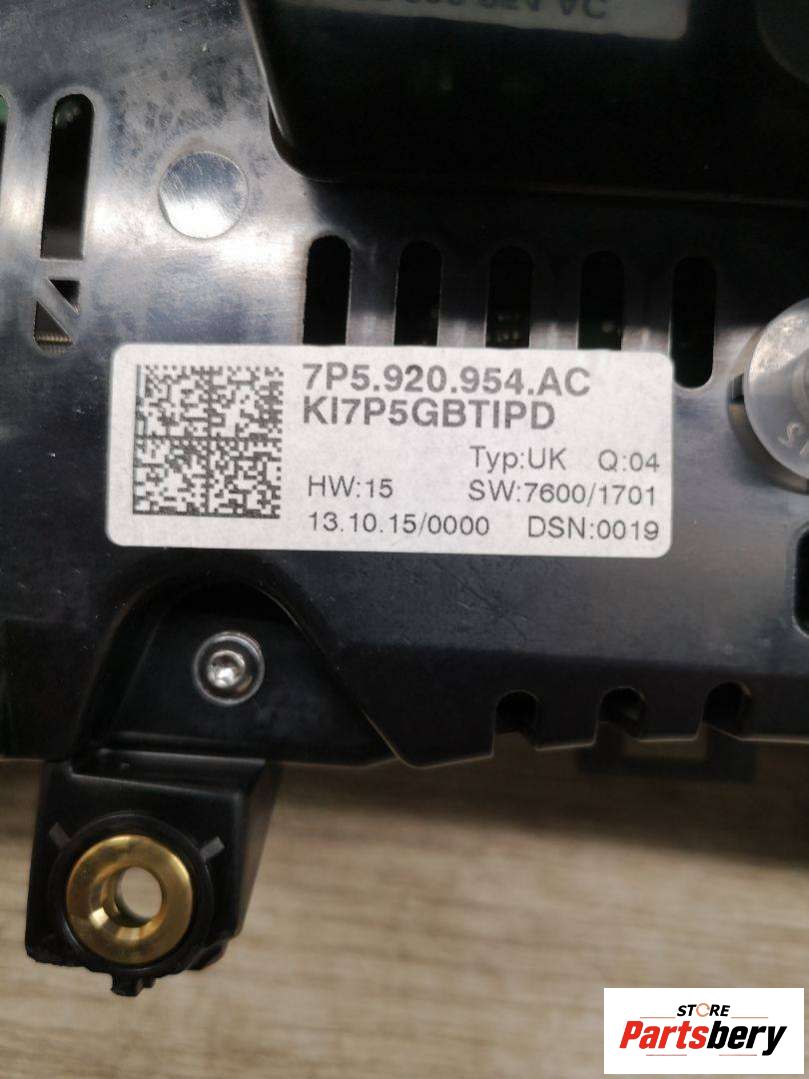 7P5.920.954.AC
KI7P5GBTIPD
Typ:UK Q:04
HW:15 SW:7600/1701
13.10.15/0000 DSN:0019
STORE
Partsbery